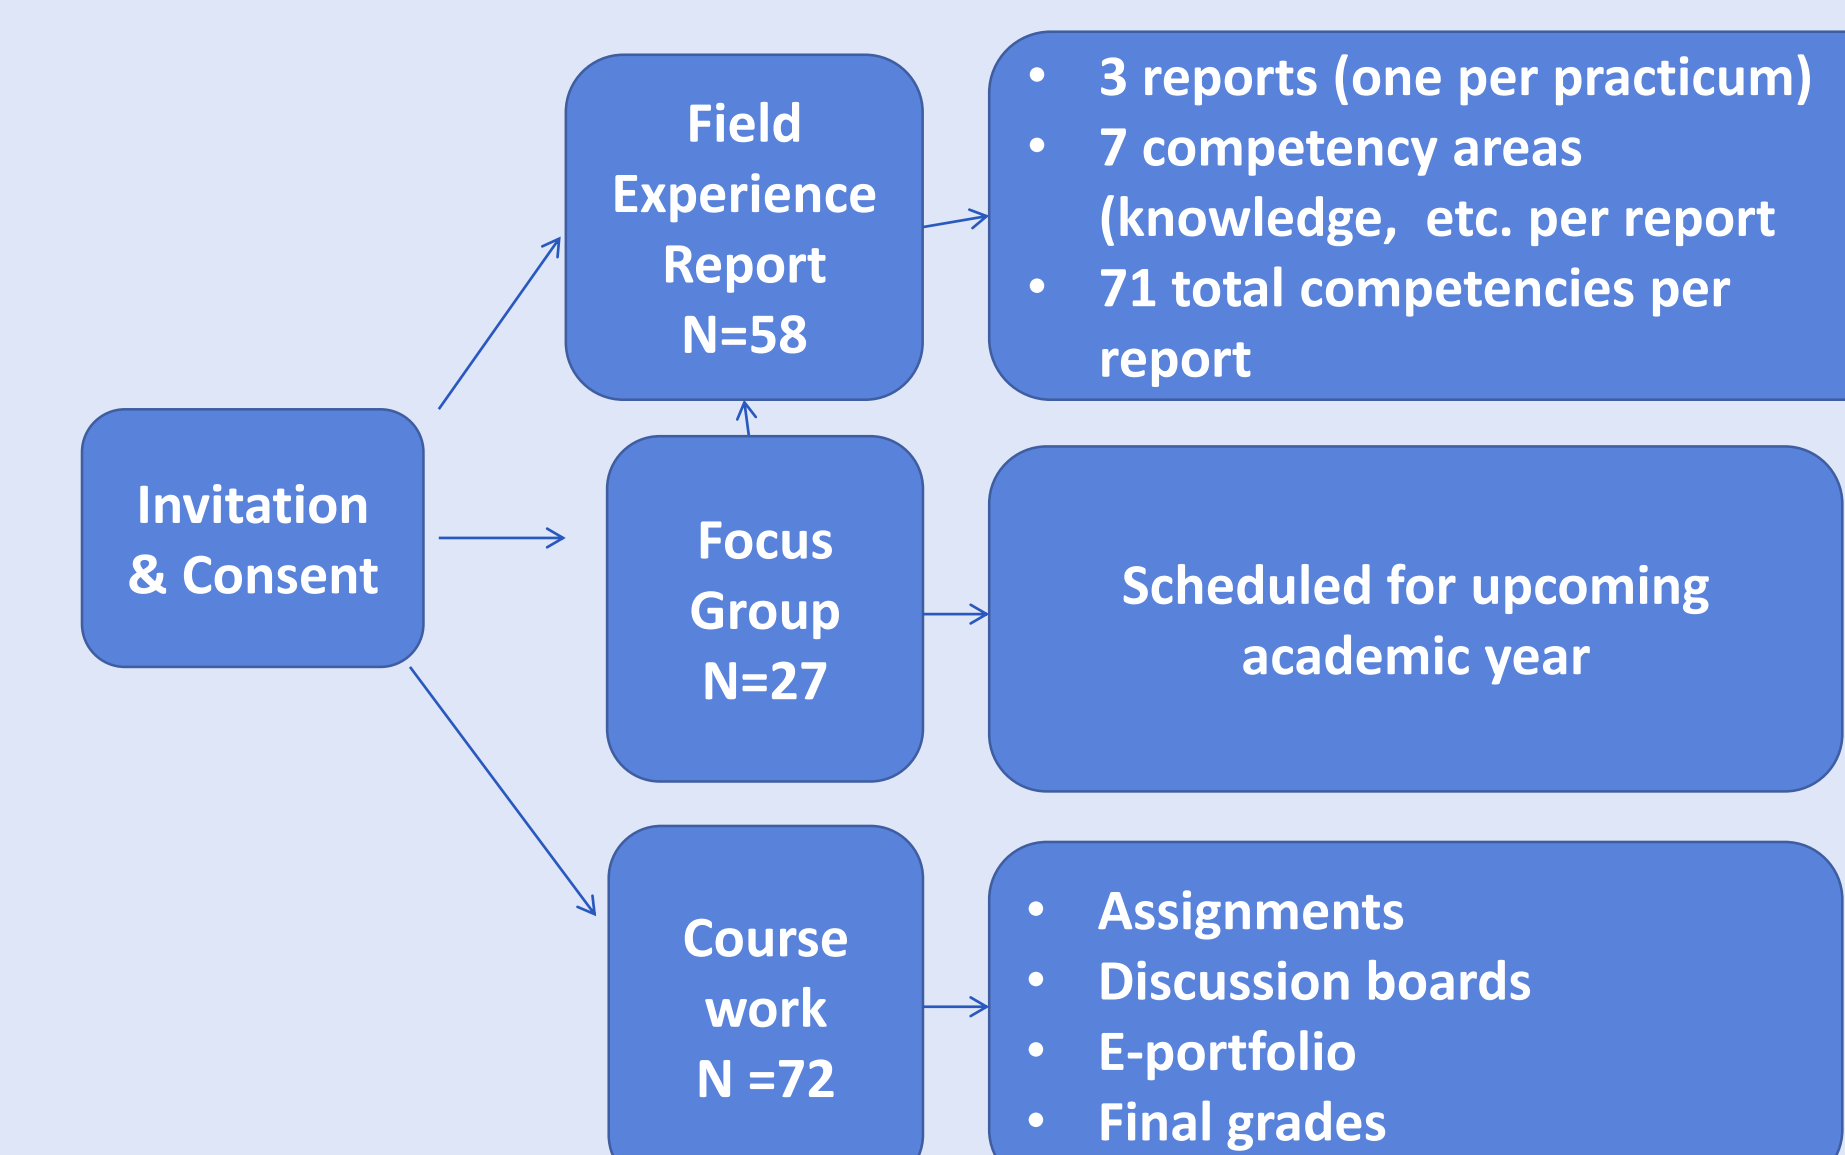 Invitation
& Consent
Field
Experience
Report
N=58
• 3 reports (one per practicum)
• 7 competency areas
(knowledge,  etc. per report
• 71 total competencies per
report
Focus
Group
N=27
Scheduled for upcoming
academic year
Course
work
N =72
• Assignments
• Discussion boards
• E-portfolio
• Final grades